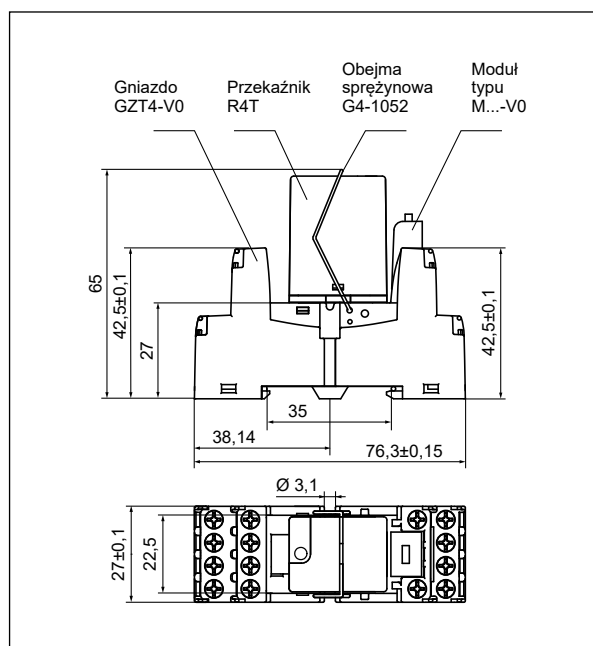 Gniazdo
GZT4-V0
Przekaźnik
R4T
Obejma
sprężynowa
G4-1052
Moduł
typu
M...-V0
65
42,5±0,1
27
42,5±0,1
35
38,14
76,3±0,15
Ø 3,1
27±0,1
22,5